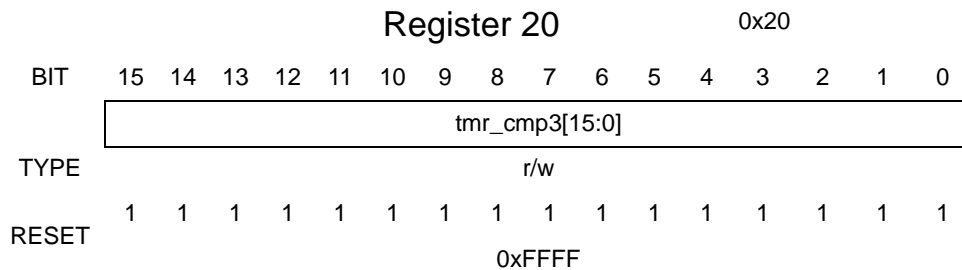 Register 20 0x20
BIT 15 14 13 12 11 10 9 8 7 6 5 4 3 2 1 0
tmr_cmp3[15:0]
TYPE r/w
RESET 1 1 1 1 1 1 1 1 1 1 1 1 1 1 1 1
0xFFFF